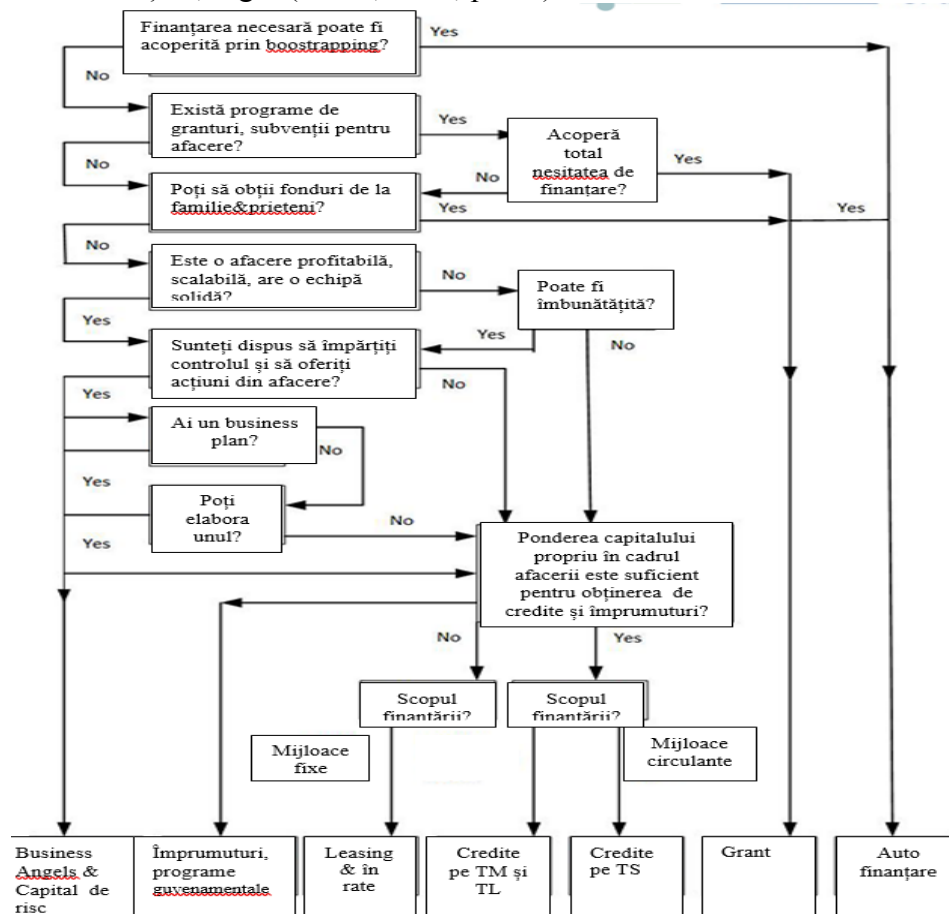 Finanțarea necesară poate fi
acoperită prin boostrapping?
Yes
No
Există programe de
granturi, subvenții pentru
afacere?
Yes
Acoperă
total
nesitatea de
finanțare?
Yes
No
No
Poți să obții fonduri de la
familie&prieteni?
Yes
Yes
No
Este o afacere profitabilă,
scalabilă, are o echipă
solidă?
No
Poate fi
îmbunătățită?
Yes
Yes
No
Sunteți dispus să împărțiți
controlul și să oferiți
acțiuni din afacere?
No
Yes
Ai un business
plan?
No
Yes
Poți
elabora
unul?
No
Yes
Ponderea capitalului
propriu în cadrul
afacerii este suficient
pentru obținerea de
credite și împrumuturi?
No
Yes
Scopul
finanțării?
Scopul
finanțării?
Mijloace
fixe
Mijloace
circulante
Business
Angels &
Capital de
risc
Împrumuturi,
programe
guvenamentale
Leasing
& în
rate
Credite
pe TM și
TL
Credite
pe TS
Grant
Auto
finanțare